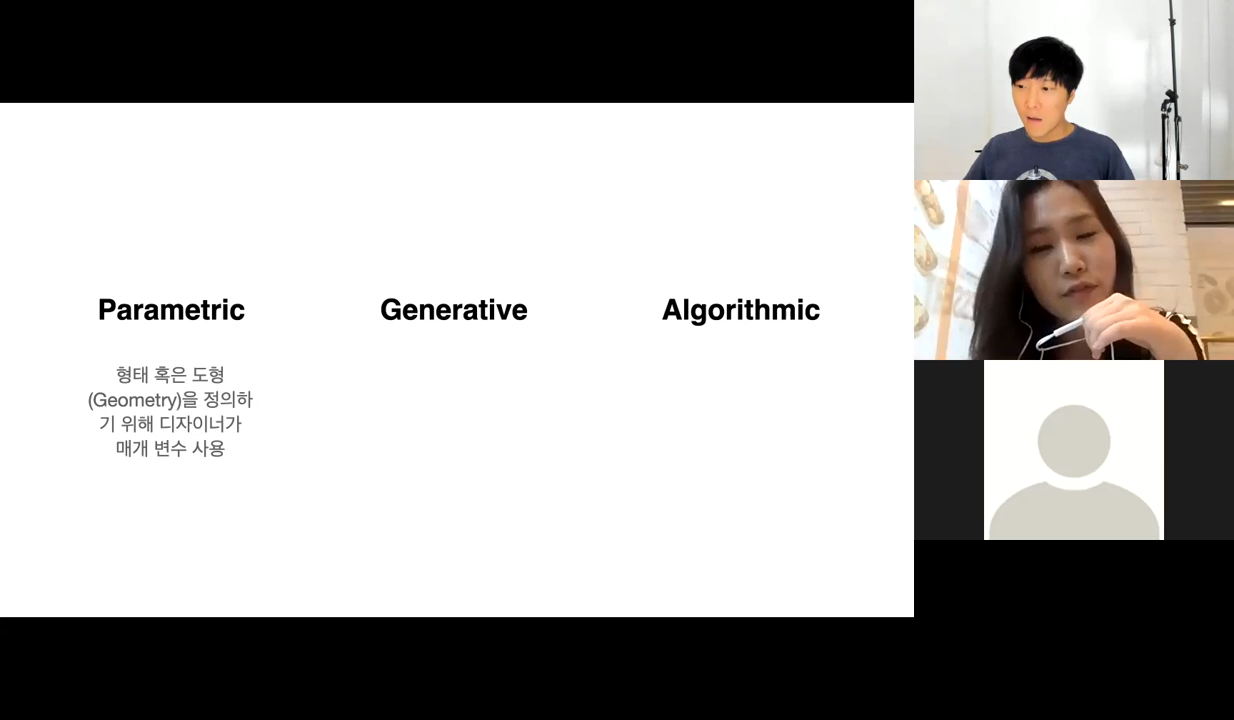 Parametric
Generative
Algorithmic
형태 혹은 도형
(Geometry)을 정의하
기 위해 디자이너가
매개 변수 사용